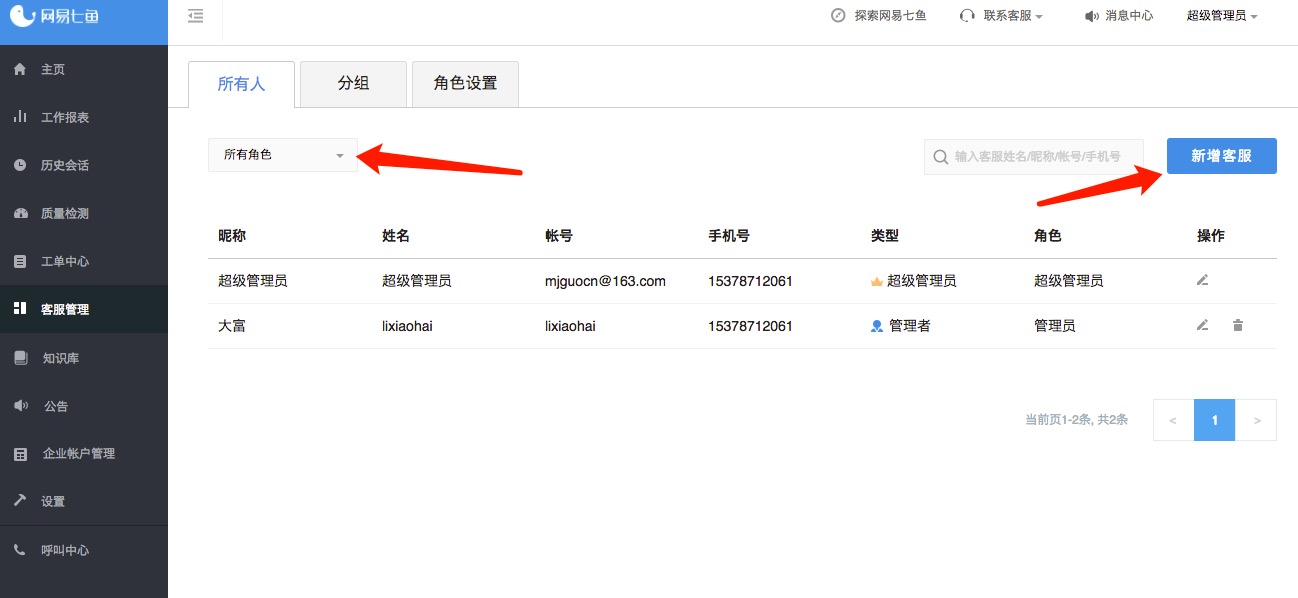 网易七鱼
探索网易七鱼 联系客服 消息中心 超级管理员
主页
工作报表
历史会话
质量检测
工单中心
客服管理
知识库
公告
企业帐户管理
设置
呼叫中心
所有人 分组 角色设置
所有角色
输入客服姓名/昵称/帐号/手机号 新增客服
昵称 姓名 帐号 手机号 类型 角色 操作
超级管理员 超级管理员 mjguocn@163.com 15378712061 超级管理员 超级管理员
大富 lixiaohai lixiaohai 15378712061 管理者 管理员
当前页1-2条, 共2条 < 1 >